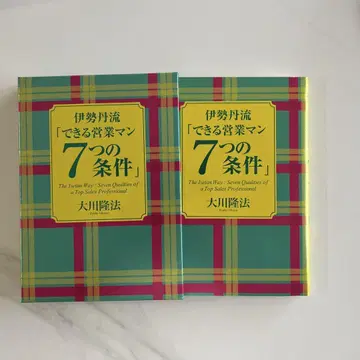 伊勢丹流
「できる営業マン
7つの
条件」
The Isetan Way : Seven Qualities of
a Top Sales Professional
大川隆法
伊勢丹流
「できる営業マン
7つの
条件」
The Isetan Way : Seven Qualities of
a Top Sales Professional
大川隆法